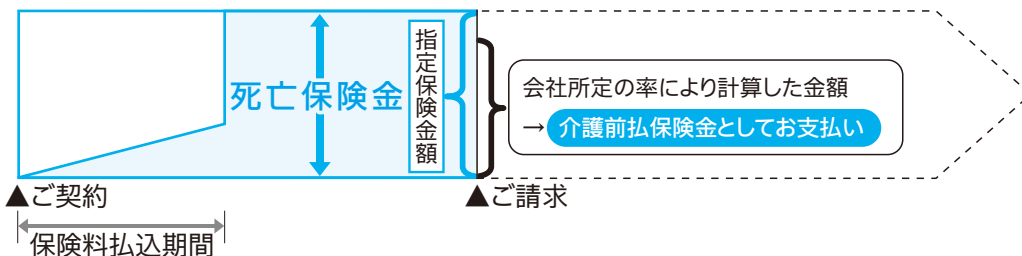 死亡保険金
指定保険金額
会社所定の率により計算した金額
→ 介護前払保険金としてお支払い
▲ご契約
▲ご請求
保険料払込期間